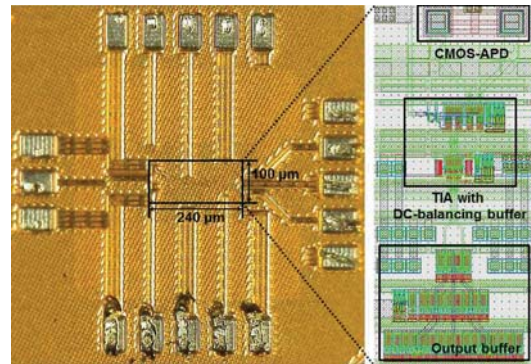 100 µm
240 µm
CMOS-APD
TIA with
DC-balancing buffer
Output buffer